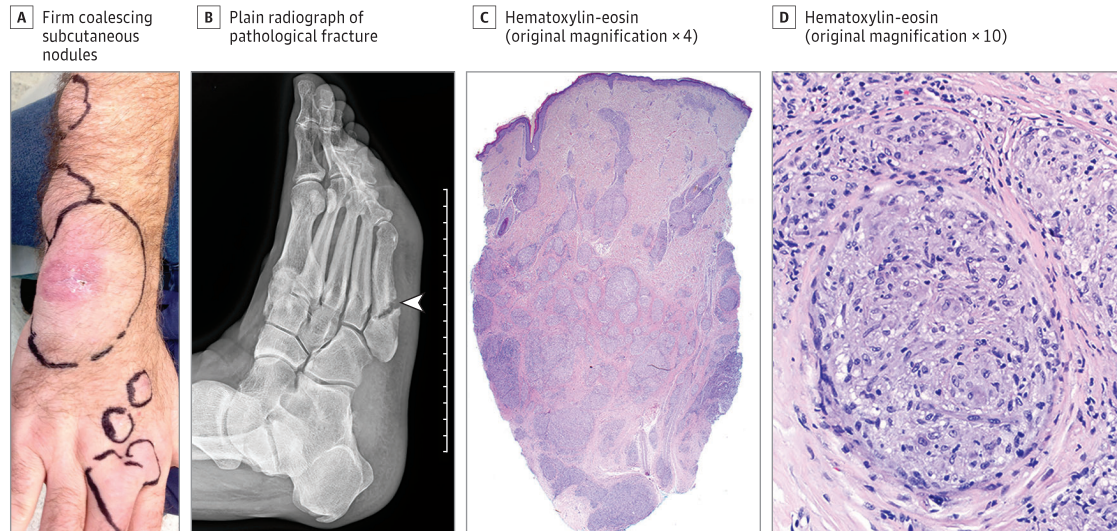 A Firm coalescing
subcutaneous
nodules
B Plain radiograph of
pathological fracture
C Hematoxylin-eosin
(original magnification × 4)
D Hematoxylin-eosin
(original magnification × 10)